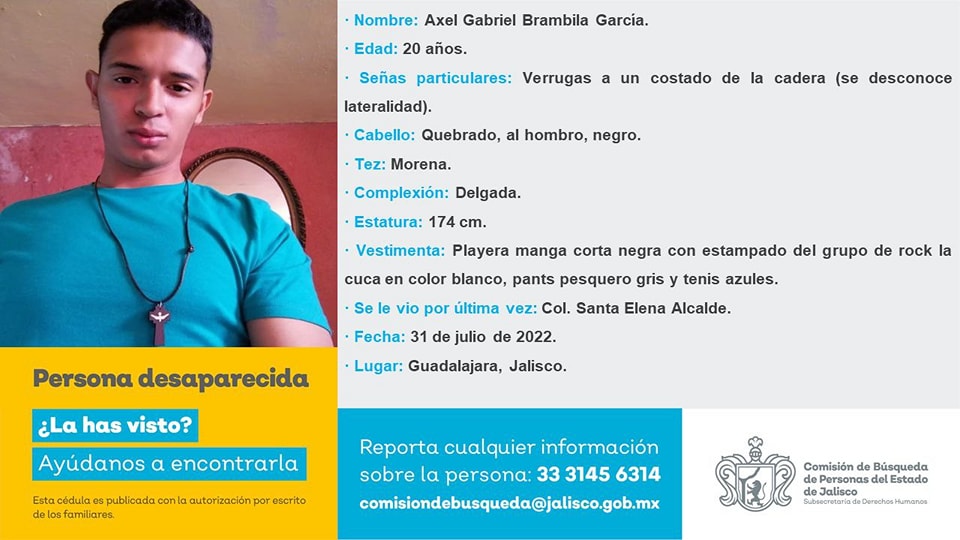 · Nombre: Axel Gabriel Brambila García.
· Edad: 20 años.
· Señas particulares: Verrugas a un costado de la cadera (se desconoce
lateralidad).
· Cabello: Quebrado, al hombro, negro.
· Tez: Morena.
· Complexión: Delgada.
· Estatura: 174 cm.
· Vestimenta: Playera manga corta negra con estampado del grupo de rock la
cuca en color blanco, pants pesquero gris y tenis azules.
· Se le vio por última vez: Col. Santa Elena Alcalde.
· Fecha: 31 de julio de 2022.
· Lugar: Guadalajara, Jalisco.
Persona desaparecida
¿La has visto?
Ayúdanos a encontrarla
Esta cédula es publicada con la autorización por escrito
de los familiares.
Reporta cualquier información
sobre la persona: 33 3145 6314
comisiondebusqueda@jalisco.gob.mx
Comisión de Búsqueda
de Personas del Estado
de Jalisco
Subsecretaría de Derechos Humanos